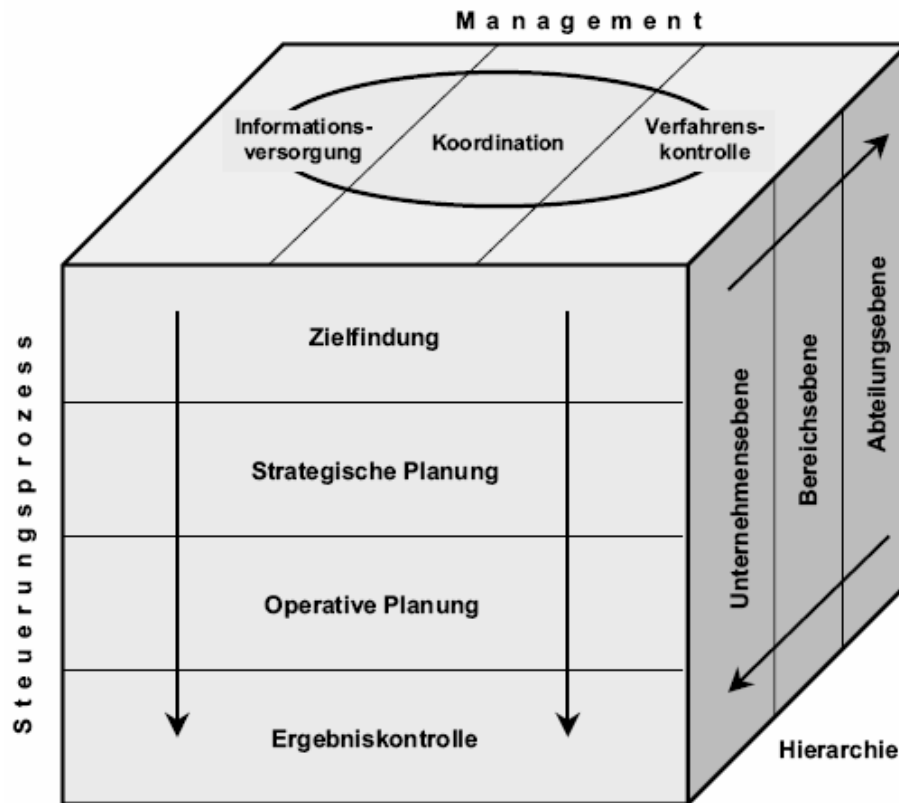 Management
Informations-
versorgung
Koordination
Verfahrens-
kontrolle
Steuerungsprozess
Zielfindung
Strategische Planung
Operative Planung
Ergebniskontrolle
Unternehmensebene
Bereichsebene
Abteilungsebene
Hierarchie